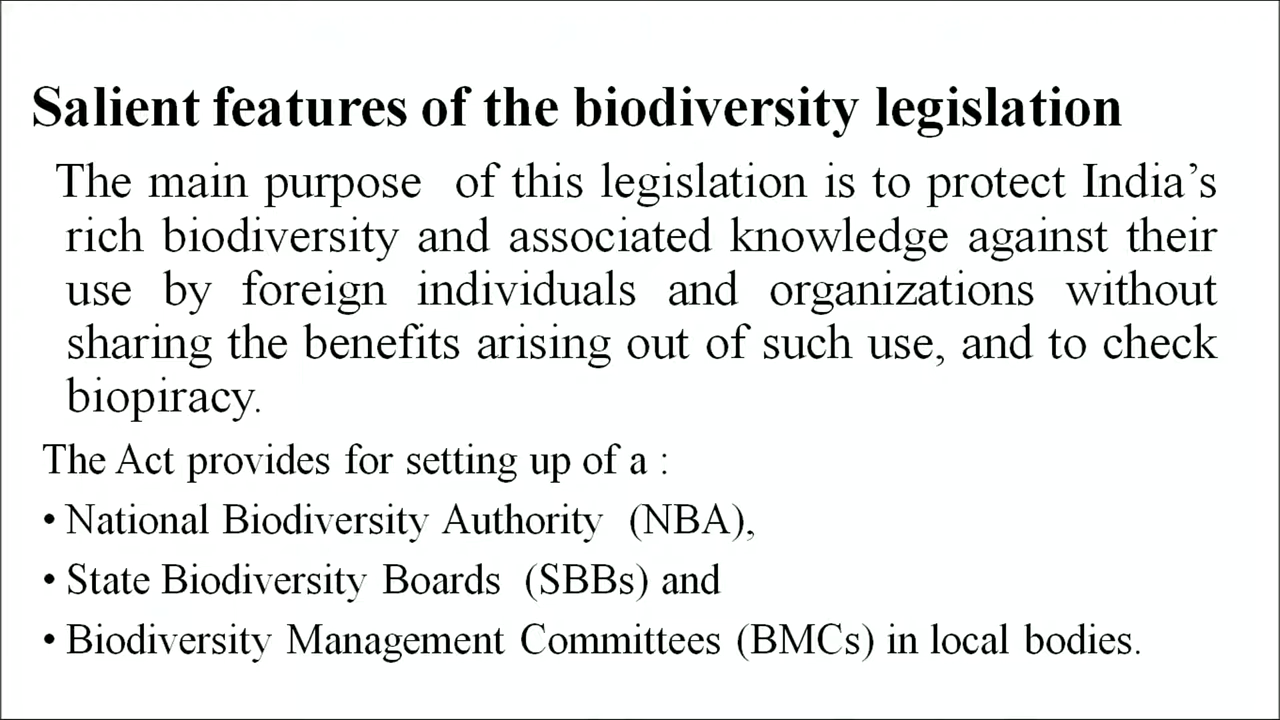 Salient features of the biodiversity legislation
The main purpose of this legislation is to protect India’s
rich biodiversity and associated knowledge against their
use by foreign individuals and organizations without
sharing the benefits arising out of such use, and to check
biopiracy.
The Act provides for setting up of a :
• National Biodiversity Authority (NBA),
• State Biodiversity Boards (SBBs) and
• Biodiversity Management Committees (BMCs) in local bodies.